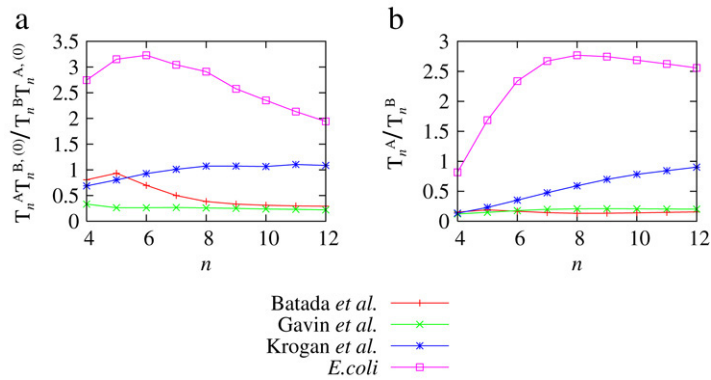 a
3.5
3
2.5
2
1.5
1
0.5
0
4 6 8 10 12
n
T_n^A T_n^{B, (0)} / T_n^B T_n^{A, (0)}
b
3
2.5
2
1.5
1
0.5
0
4 6 8 10 12
n
T_n^A / T_n^B
Batada et al.
Gavin et al.
Krogan et al.
E.coli